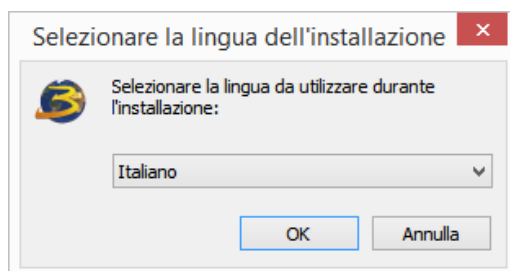 Selezionare la lingua dell'installazione
Selezionare la lingua da utilizzare durante
l'installazione:
Italiano
OK Annulla